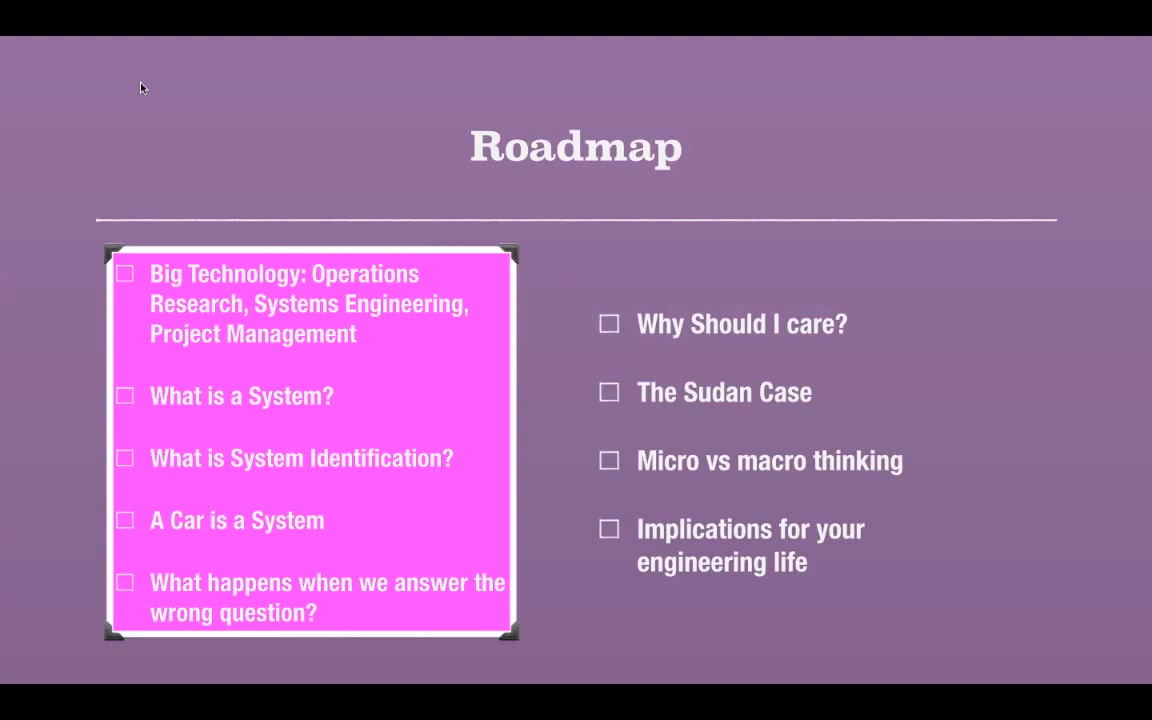 Roadmap
Big Technology: Operations
Research, Systems Engineering,
Project Management
What is a System?
What is System Identification?
A Car is a System
What happens when we answer the
wrong question?
Why Should I care?
The Sudan Case
Micro vs macro thinking
Implications for your
engineering life